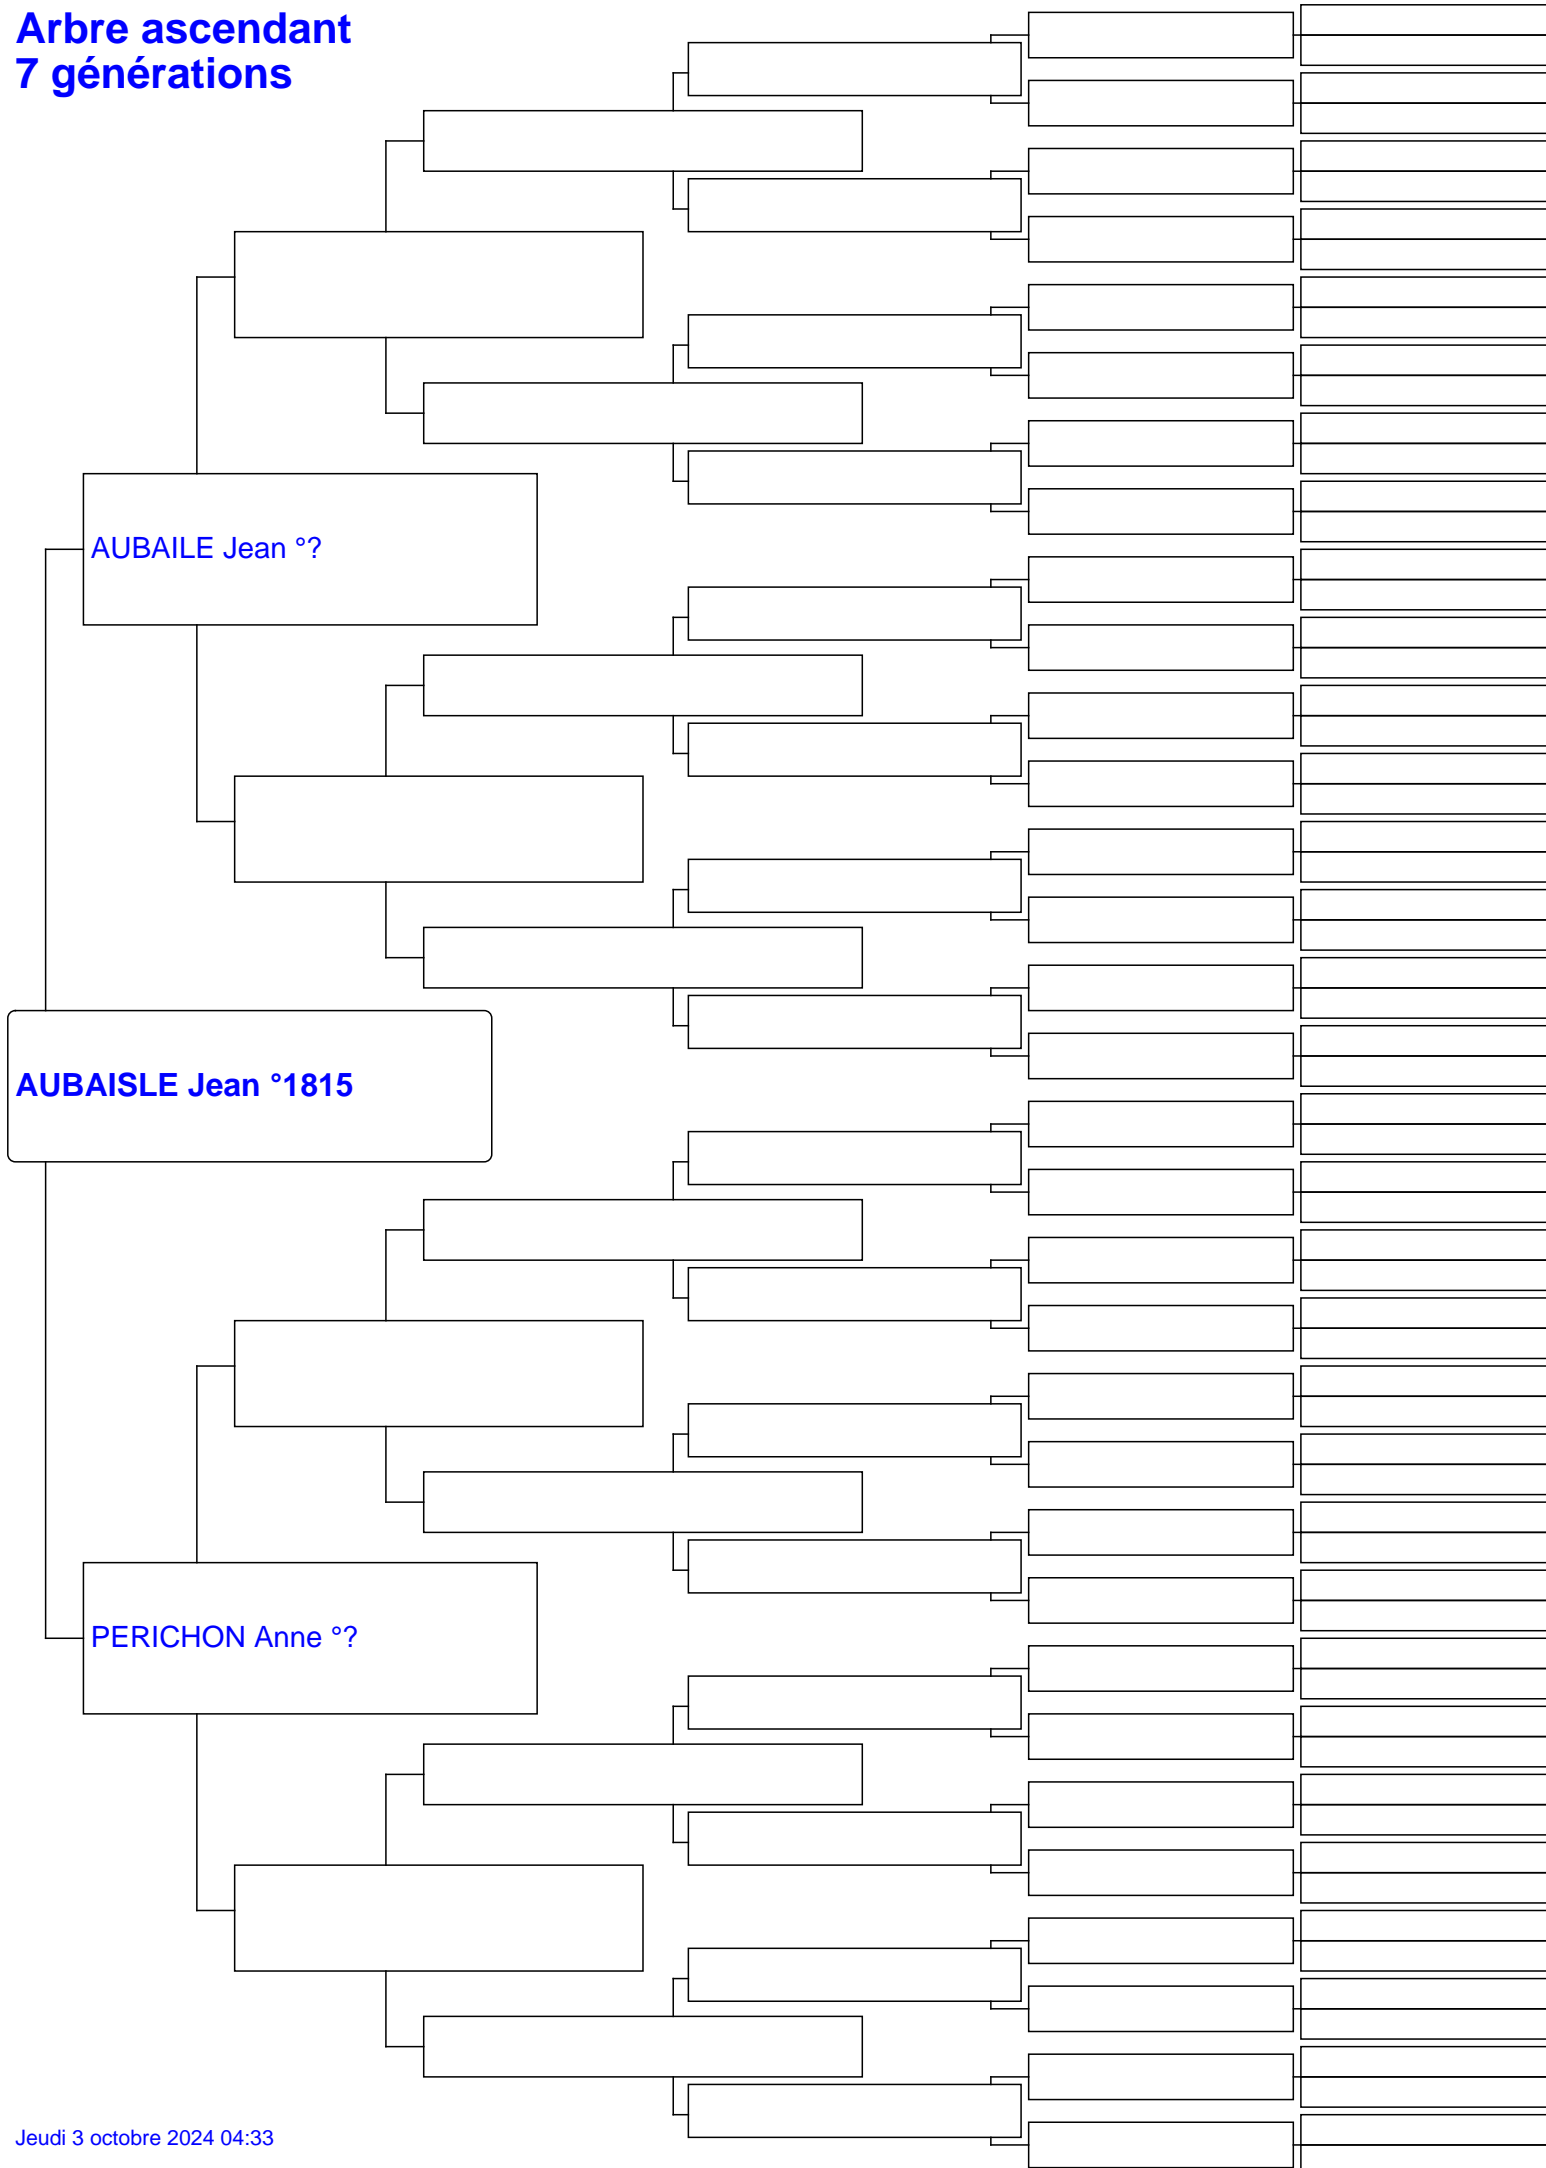 Arbre ascendant
7 générations
AUBAILE Jean °?
AUBAISLE Jean °1815
PERICHON Anne °?
Jeudi 3 octobre 2024 04:33